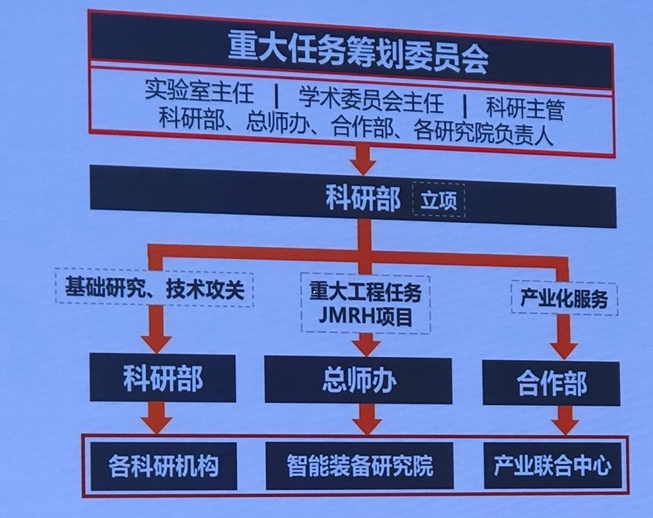 重大任务筹划委员会
实验室主任 | 学术委员会主任 | 科研主管
科研部、总师办、合作部、各研究院负责人
科研部 立项
基础研究、技术攻关
重大工程任务
JMRH项目
产业化服务
科研部
总师办
合作部
各科研机构
智能装备研究院
产业联合中心